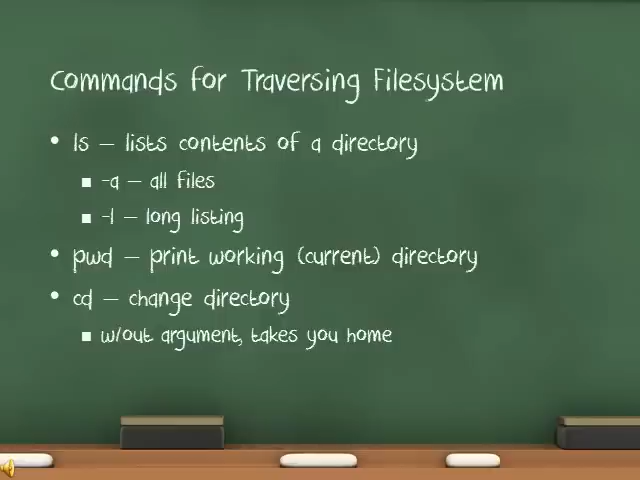 Commands for Traversing Filesystem
• ls – lists contents of a directory
■ -a – all files
■ -l – long listing
• pwd – print working (current) directory
• cd – change directory
■ w/out argument, takes you home